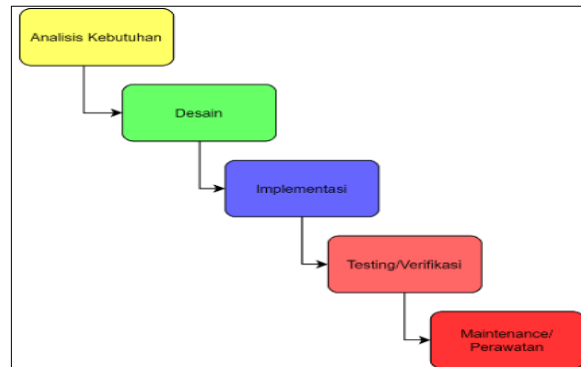 Analisis Kebutuhan
Desain
Implementasi
Testing/Verifikasi
Maintenance/
Perawatan